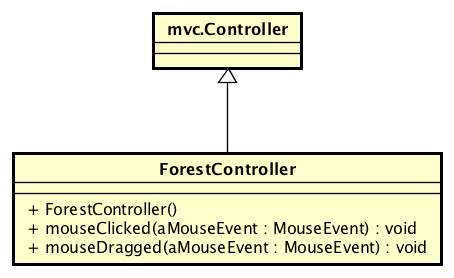 mvc.Controller
ForestController
+ ForestController()
+ mouseClicked(aMouseEvent : MouseEvent) : void
+ mouseDragged(aMouseEvent : MouseEvent) : void